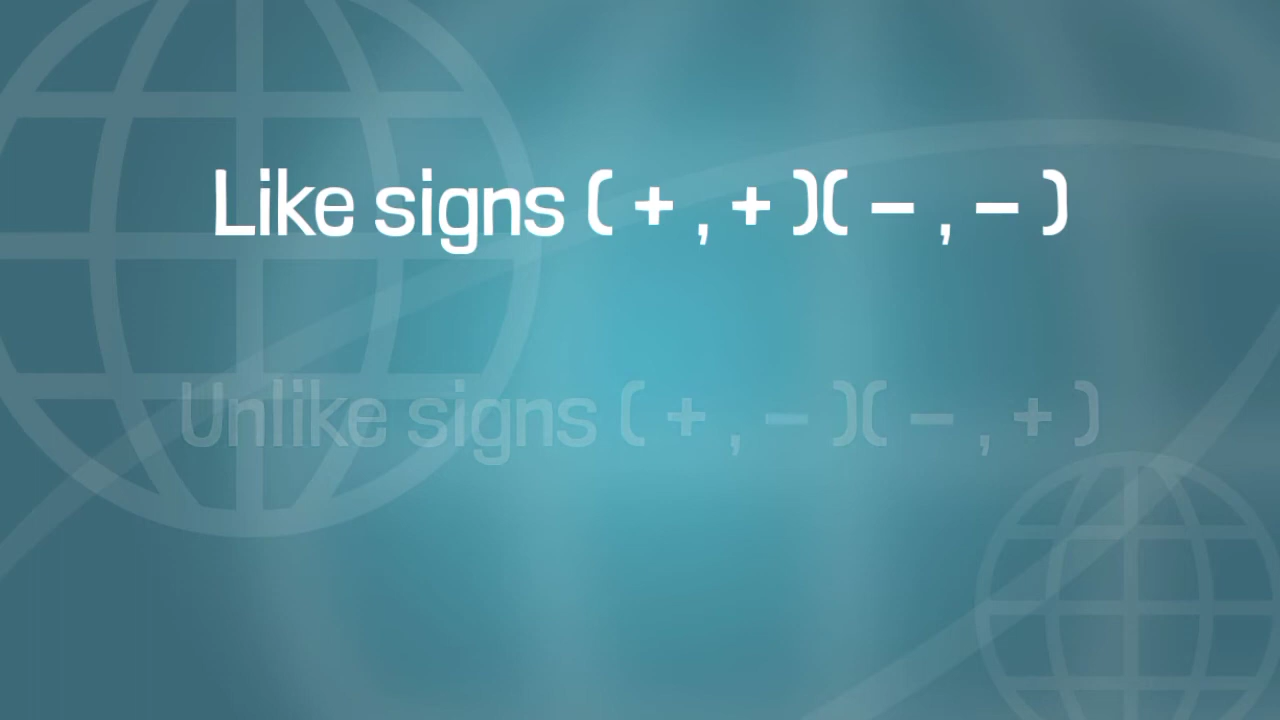 Like signs ( + , + )( – , – )
Unlike signs ( + , – )( – , + )